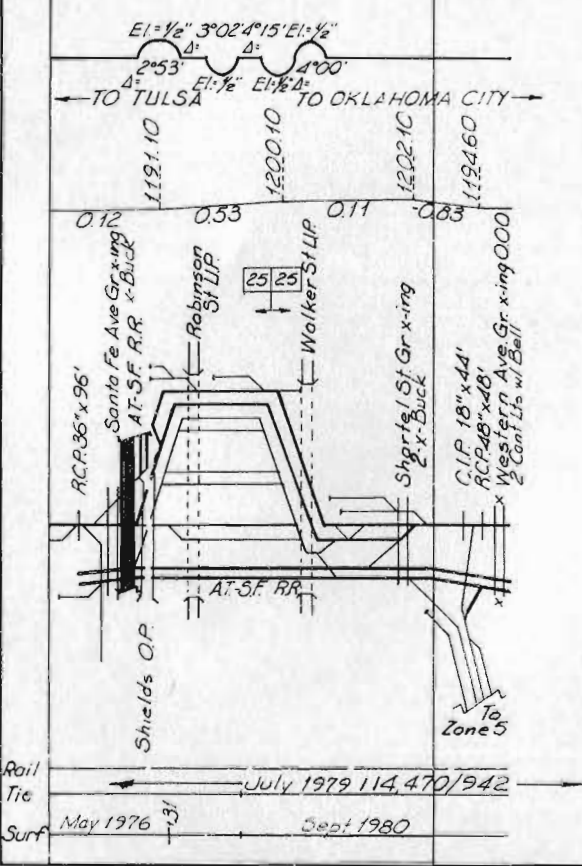 El.=½" 3°02' 4°15' El.=½"
Δ= Δ=
2°53' El.=½" El.=½" Δ= 4°00'
Δ=
TO TULSA TO OKLAHOMA CITY
1191.10
1200.10
1202.10
1194.60
0.12 0.53 0.11 -0.83
25 25
R.C.P. 36" x 96'
Santa Fe Ave Gr x-ing
AT-S.F. R.R. x-Buck
Robinson
St U.P.
Walker St U.P.
Shartel St Gr x-ing
2-x-Buck
C.I.P. 18" x 44'
RCP 48" x 48'
x Western Ave Gr. x-ing 0.00
2 Cant Lts w/ Bell
x
A.T.-S.F. RR
Shields O.P.
To
Zone 5
Rail
July 1979 114,470/942
Tie
Surf May 1976 .31 Sept 1980